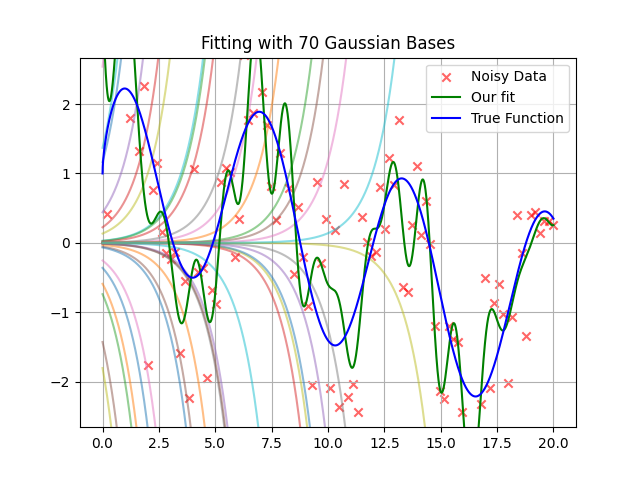 Fitting with 70 Gaussian Bases
Noisy Data
Our fit
True Function
2
1
0
−1
−2
0.0 2.5 5.0 7.5 10.0 12.5 15.0 17.5 20.0